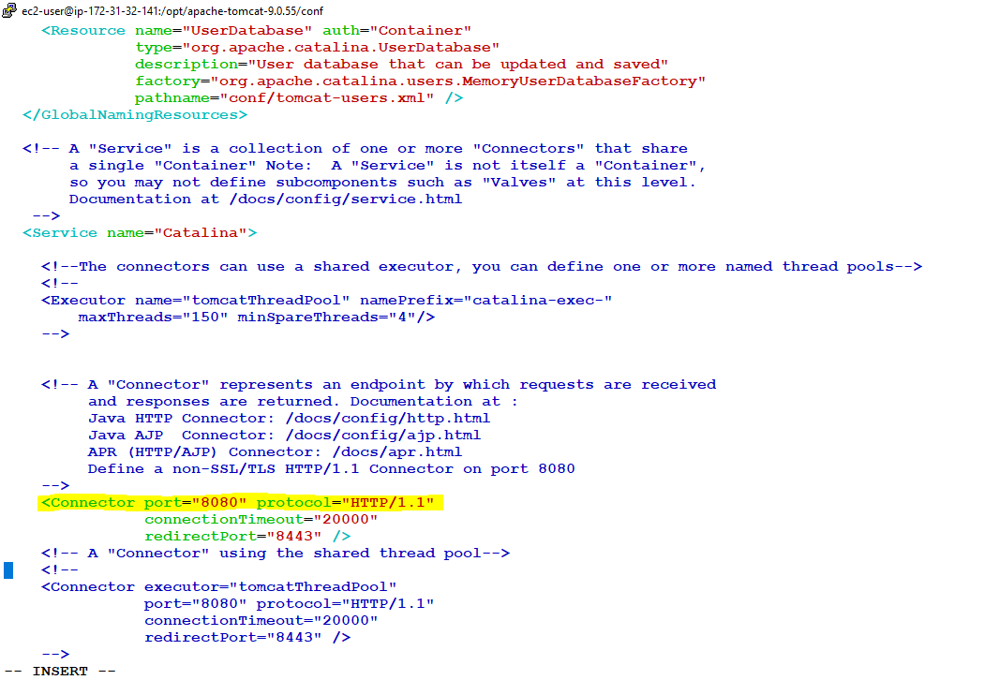 ec2-user@ip-172-31-32-141:/opt/apache-tomcat-9.0.55/conf
<Resource name="UserDatabase" auth="Container"
type="org.apache.catalina.UserDatabase"
description="User database that can be updated and saved"
factory="org.apache.catalina.users.MemoryUserDatabaseFactory"
pathname="conf/tomcat-users.xml" />
</GlobalNamingResources>
<!-- A "Service" is a collection of one or more "Connectors" that share
a single "Container" Note:  A "Service" is not itself a "Container",
so you may not define subcomponents such as "Valves" at this level.
Documentation at /docs/config/service.html
-->
<Service name="Catalina">
<!--The connectors can use a shared executor, you can define one or more named thread pools-->
<!--
<Executor name="tomcatThreadPool" namePrefix="catalina-exec-"
maxThreads="150" minSpareThreads="4"/>
-->
<!-- A "Connector" represents an endpoint by which requests are received
and responses are returned. Documentation at :
Java HTTP Connector: /docs/config/http.html
Java AJP  Connector: /docs/config/ajp.html
APR (HTTP/AJP) Connector: /docs/apr.html
Define a non-SSL/TLS HTTP/1.1 Connector on port 8080
-->
<Connector port="8080" protocol="HTTP/1.1"
connectionTimeout="20000"
redirectPort="8443" />
<!-- A "Connector" using the shared thread pool-->
<!--
<Connector executor="tomcatThreadPool"
port="8080" protocol="HTTP/1.1"
connectionTimeout="20000"
redirectPort="8443" />
-->
-- INSERT --